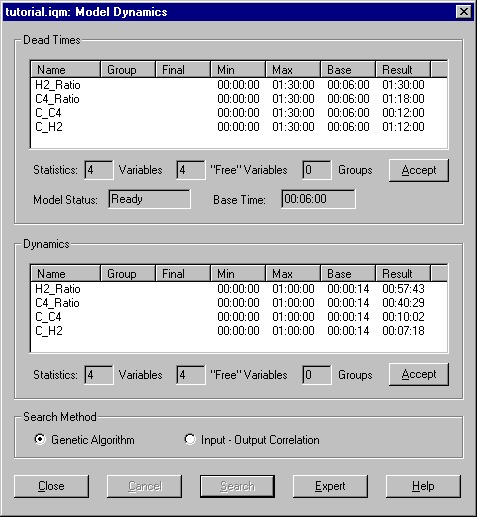 tutorial.iqm: Model Dynamics
Dead Times
Name Group Final Min Max Base Result
H2_Ratio 00:00:00 01:30:00 00:06:00 01:30:00
C4_Ratio 00:00:00 01:30:00 00:06:00 01:18:00
C_C4 00:00:00 01:30:00 00:06:00 00:12:00
C_H2 00:00:00 01:30:00 00:06:00 01:12:00
Statistics: 4 Variables 4 "Free" Variables 0 Groups Accept
Model Status: Ready Base Time: 00:06:00
Dynamics
Name Group Final Min Max Base Result
H2_Ratio 00:00:00 01:00:00 00:00:14 00:57:43
C4_Ratio 00:00:00 01:00:00 00:00:14 00:40:29
C_C4 00:00:00 01:00:00 00:00:14 00:10:02
C_H2 00:00:00 01:00:00 00:00:14 00:07:18
Statistics: 4 Variables 4 "Free" Variables 0 Groups Accept
Search Method
Genetic Algorithm Input - Output Correlation
Close Cancel Search Expert Help